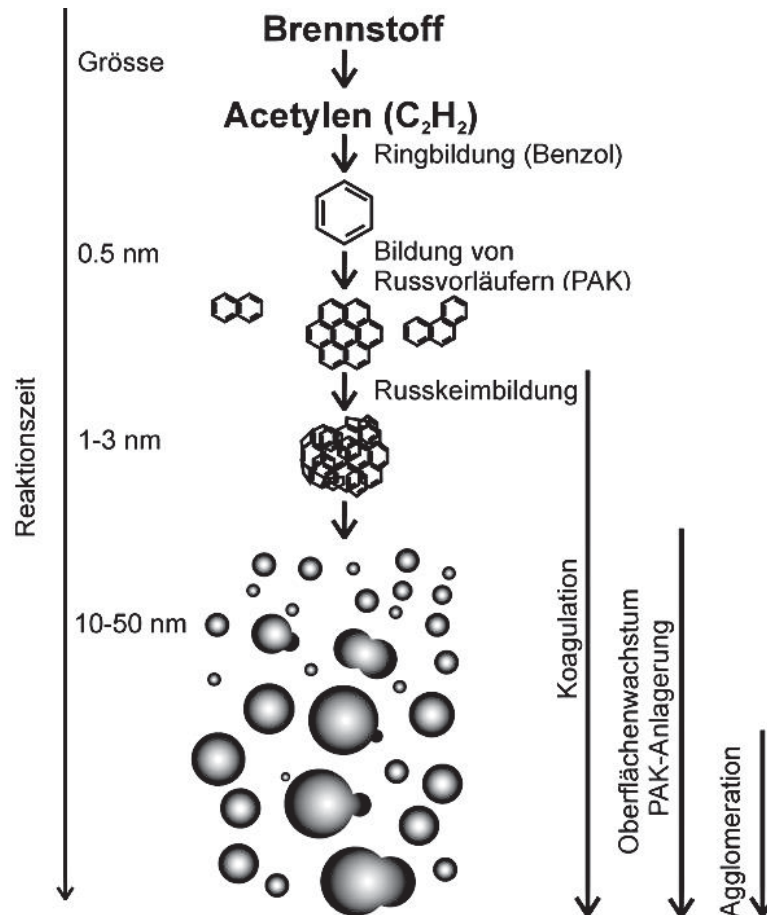 Brennstoff
Grösse
Acetylen (C₂H₂)
Ringbildung (Benzol)
0.5 nm
Bildung von
Russvorläufern (PAK)
Russkeimbildung
1-3 nm
Reaktionszeit
10-50 nm
Koagulation
Oberflächenwachstum
PAK-Anlagerung
Agglomeration